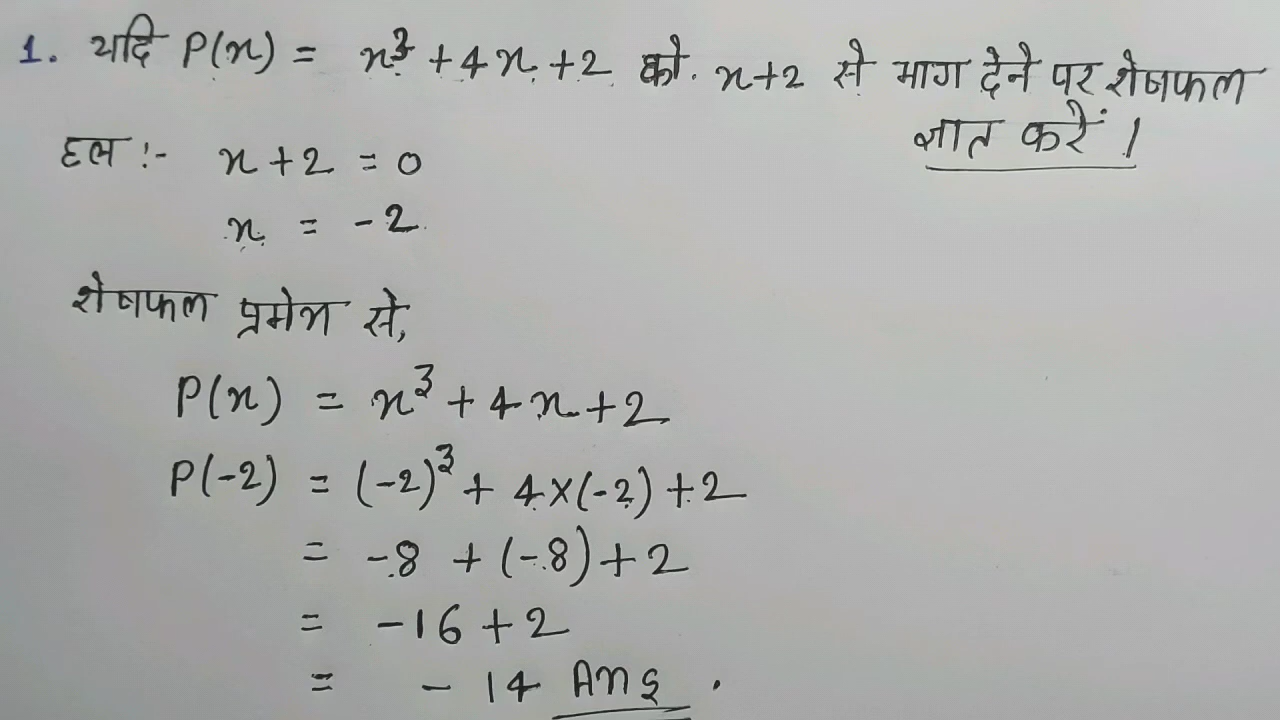 1. यदि P(x) = x³ + 4x + 2 को x+2 से भाग देने पर शेषफल
ज्ञात करें।
हल :- x + 2 = 0
x = -2
शेषफल प्रमेय से,
P(x) = x³ + 4x + 2
P(-2) = (-2)³ + 4×(-2) + 2
= -8 + (-8) + 2
= -16 + 2
= -14 Ans.